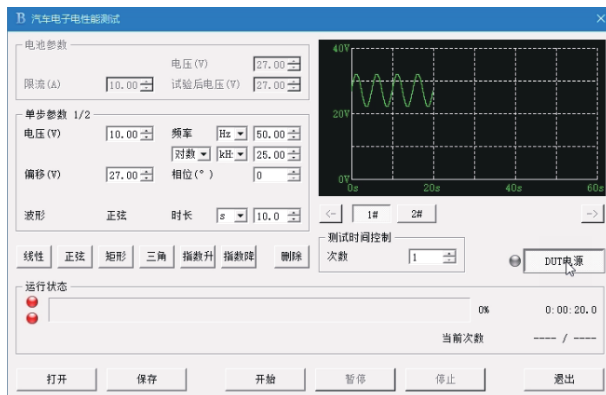 B 汽车电子电性能测试 ×
电池参数
电压(V) 27.00
限流(A) 10.00 试验后电压(V) 27.00
单步参数 1/2
电压(V) 10.00 频率 Hz 50.00
对数 kH: 25.00
偏移(V) 27.00 相位(°) 0
波形 正弦 时长 s 10.0
线性 正弦 矩形 三角 指数升 指数降 删除
40V
20V
0V
0s 20s 40s 60s
<- 1# 2# ->
测试时间控制
次数 1
DUT电源
运行状态
0% 0:00:20.0
当前次数 ---- / ----
打开 保存 开始 暂停 停止 退出